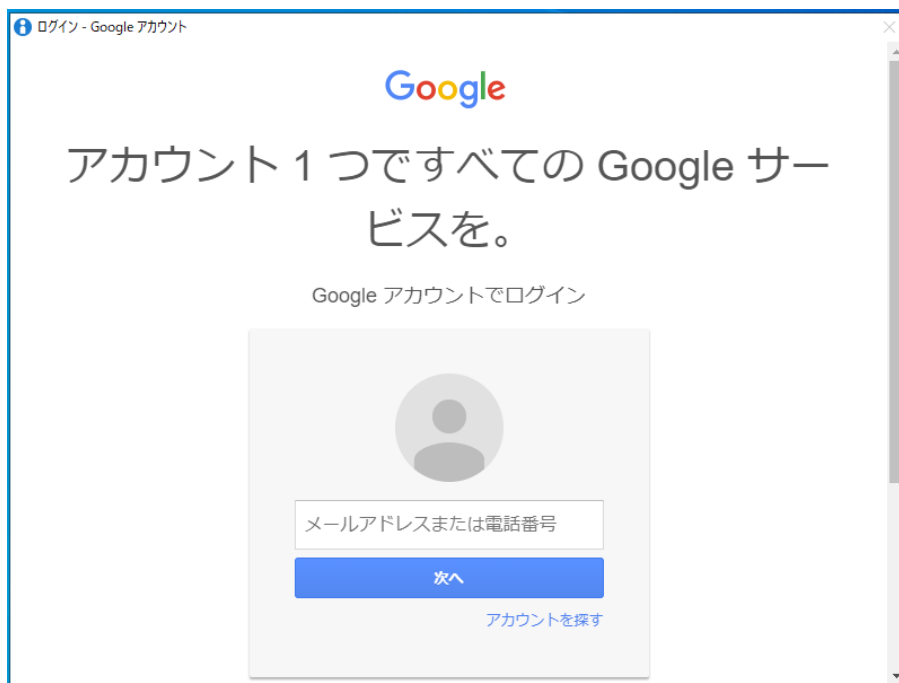 ログイン - Google アカウント
Google
アカウント 1 つですべての Google サー
ビスを。
Google アカウントでログイン
メールアドレスまたは電話番号
次へ
アカウントを探す